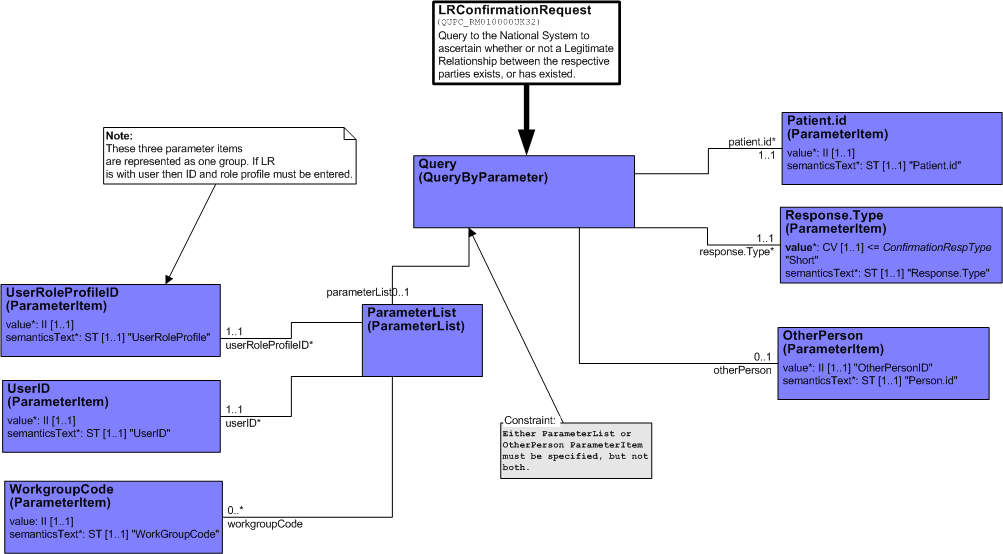 LRConfirmationRequest
(QUPC_RM010000UK32)
Query to the National System to
ascertain whether or not a Legitimate
Relationship between the respective
parties exists, or has existed.
Note:
These three parameter items
are represented as one group. If LR
is with user then ID and role profile must be entered.
Query
(QueryByParameter)
patient.id*
1..1
Patient.id
(ParameterItem)
value*: II [1..1]
semanticsText*: ST [1..1] "Patient.id"
1..1
response.Type*
Response.Type
(ParameterItem)
value*: CV [1..1] <= ConfirmationRespType
"Short"
semanticsText*: ST [1..1] "Response.Type"
0..1
otherPerson
OtherPerson
(ParameterItem)
value*: II [1..1] "OtherPersonID"
semanticsText*: ST [1..1] "Person.id"
parameterList0..1
ParameterList
(ParameterList)
UserRoleProfileID
(ParameterItem)
value*: II [1..1]
semanticsText*: ST [1..1] "UserRoleProfile"
1..1
userRoleProfileID*
UserID
(ParameterItem)
value*: II [1..1]
semanticsText*: ST [1..1] "UserID"
1..1
userID*
WorkgroupCode
(ParameterItem)
value: II [1..1]
semanticsText*: ST [1..1] "WorkGroupCode"
0..*
workgroupCode
Constraint:
Either ParameterList or
OtherPerson ParameterItem
must be specified, but not
both.